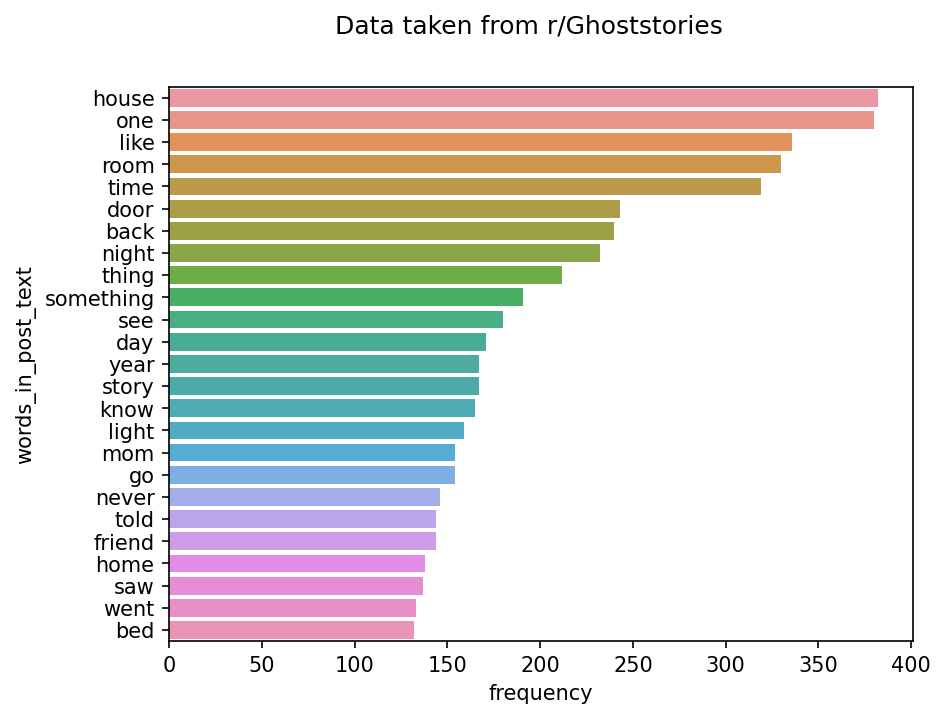 Data taken from r/Ghoststories
words_in_post_text
house
one
like
room
time
door
back
night
thing
something
see
day
year
story
know
light
mom
go
never
told
friend
home
saw
went
bed
0 50 100 150 200 250 300 350 400
frequency